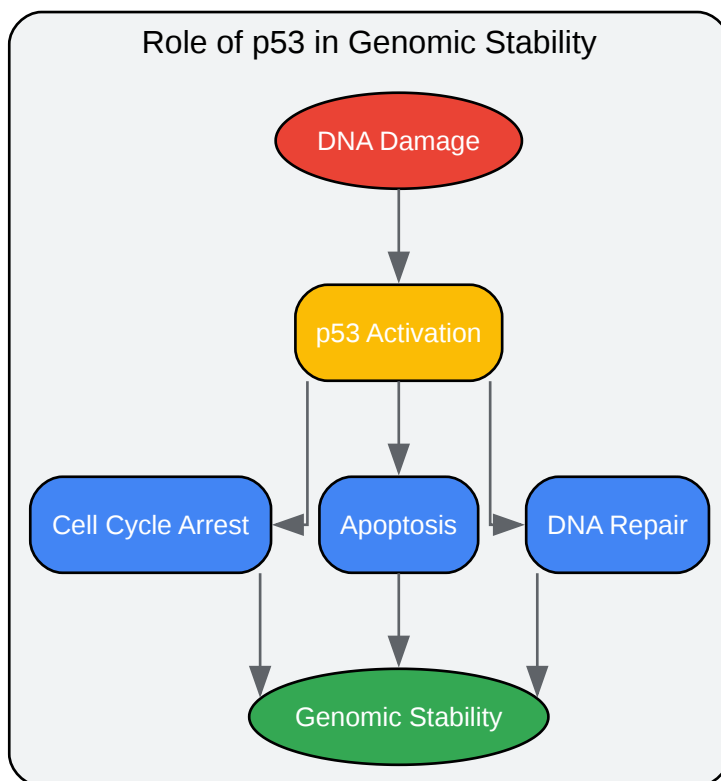 Role of p53 in Genomic Stability
DNA Damage
p53 Activation
Cell Cycle Arrest
Apoptosis
DNA Repair
Genomic Stability